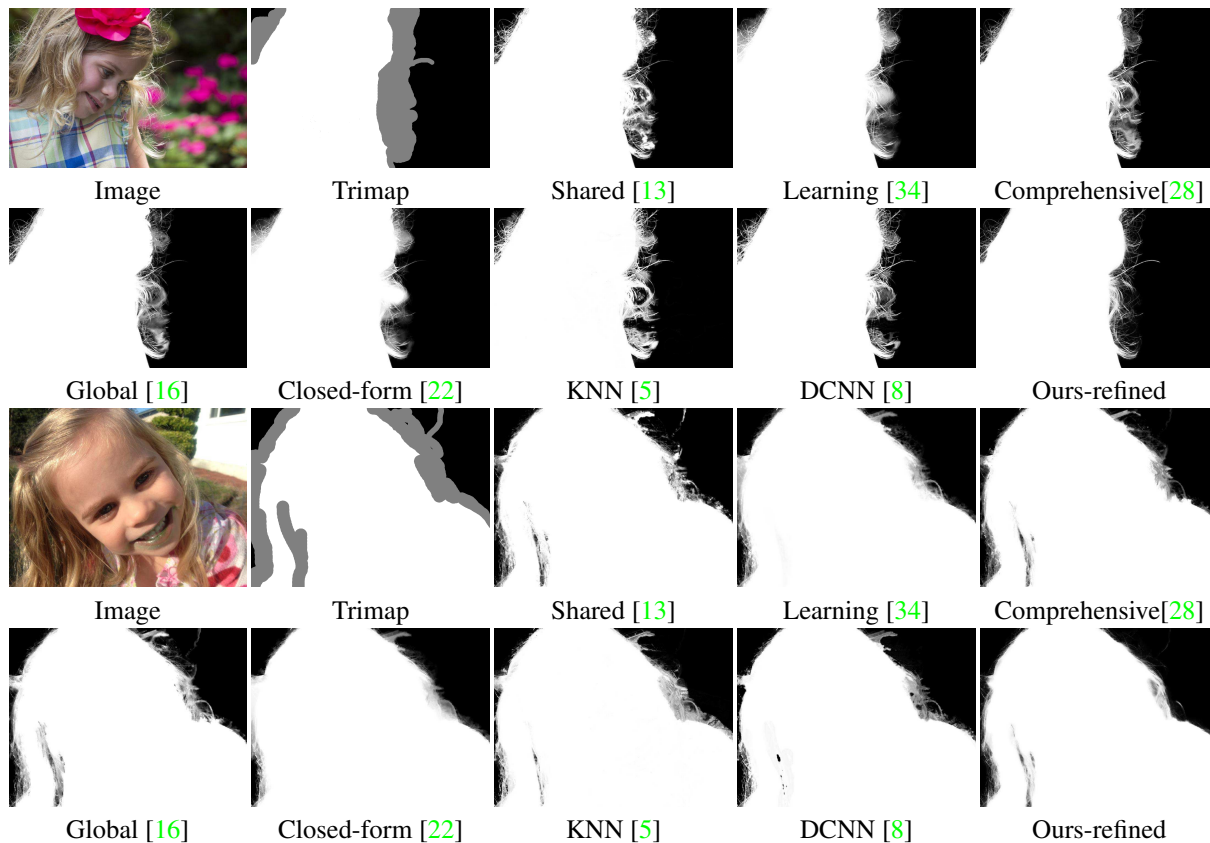 Image Trimap Shared [13] Learning [34] Comprehensive[28]
Global [16] Closed-form [22] KNN [5] DCNN [8] Ours-refined
Image Trimap Shared [13] Learning [34] Comprehensive[28]
Global [16] Closed-form [22] KNN [5] DCNN [8] Ours-refined